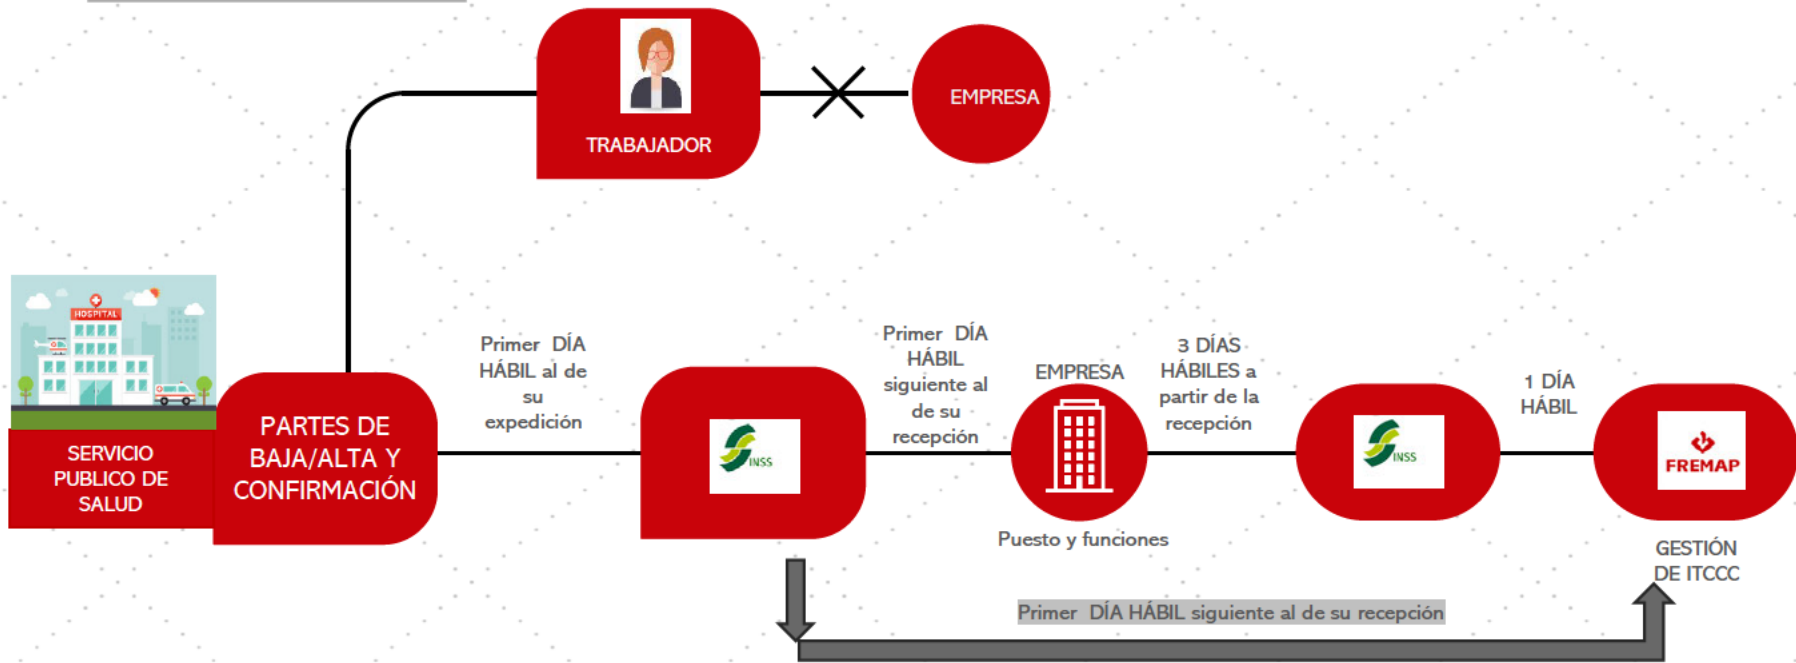 TRABAJADOR
EMPRESA
HOSPITAL
SERVICIO
PUBLICO DE
SALUD
PARTES DE
BAJA/ALTA Y
CONFIRMACIÓN
Primer DÍA
HÁBIL al de
su
expedición
INSS
Primer DÍA
HÁBIL
siguiente al
de su
recepción
EMPRESA
Puesto y funciones
3 DÍAS
HÁBILES a
partir de la
recepción
INSS
1 DÍA
HÁBIL
FREMAP
GESTIÓN
DE ITCCC
Primer DÍA HÁBIL siguiente al de su recepción